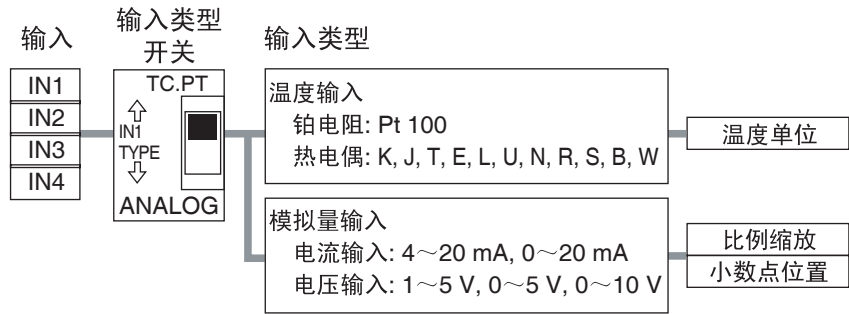 输入
输入类型
开关
输入类型
IN1
IN2
IN3
IN4
TC.PT
IN1
TYPE
ANALOG
温度输入
铂电阻: Pt 100
热电偶: K, J, T, E, L, U, N, R, S, B, W
温度单位
模拟量输入
电流输入: 4～20 mA, 0～20 mA
电压输入: 1～5 V, 0～5 V, 0～10 V
比例缩放
小数点位置